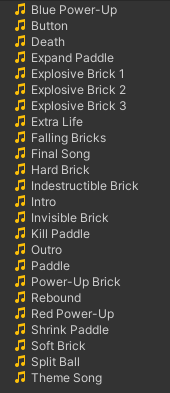 Blue Power-Up
Button
Death
Expand Paddle
Explosive Brick 1
Explosive Brick 2
Explosive Brick 3
Extra Life
Falling Bricks
Final Song
Hard Brick
Indestructible Brick
Intro
Invisible Brick
Kill Paddle
Outro
Paddle
Power-Up Brick
Rebound
Red Power-Up
Shrink Paddle
Soft Brick
Split Ball
Theme Song